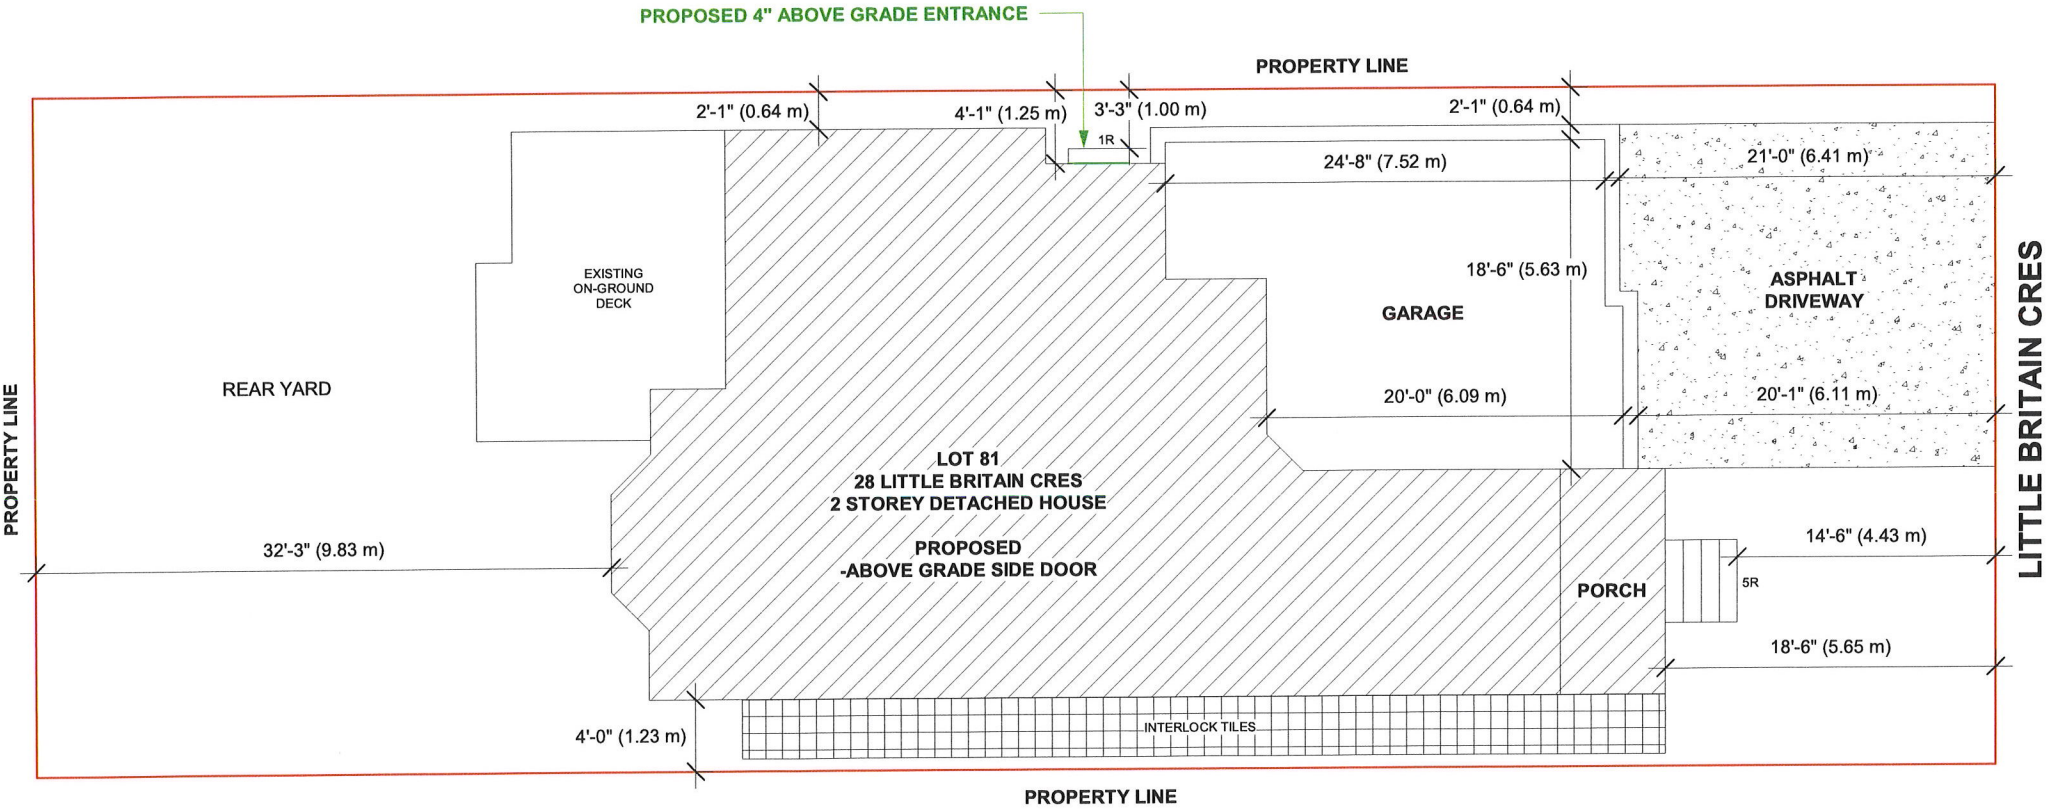 PROPOSED 4" ABOVE GRADE ENTRANCE
PROPERTY LINE
2'-1" (0.64 m)
4'-1" (1.25 m)
3'-3" (1.00 m)
2'-1" (0.64 m)
1R
24'-8" (7.52 m)
21'-0" (6.41 m)
EXISTING
ON-GROUND
DECK
18'-6" (5.63 m)
ASPHALT
DRIVEWAY
GARAGE
REAR YARD
20'-0" (6.09 m)
20'-1" (6.11 m)
PROPERTY LINE
LITTLE BRITAIN CRES
LOT 81
28 LITTLE BRITAIN CRES
2 STOREY DETACHED HOUSE
PROPOSED
-ABOVE GRADE SIDE DOOR
32'-3" (9.83 m)
14'-6" (4.43 m)
5R
PORCH
18'-6" (5.65 m)
4'-0" (1.23 m)
INTERLOCK TILES
PROPERTY LINE